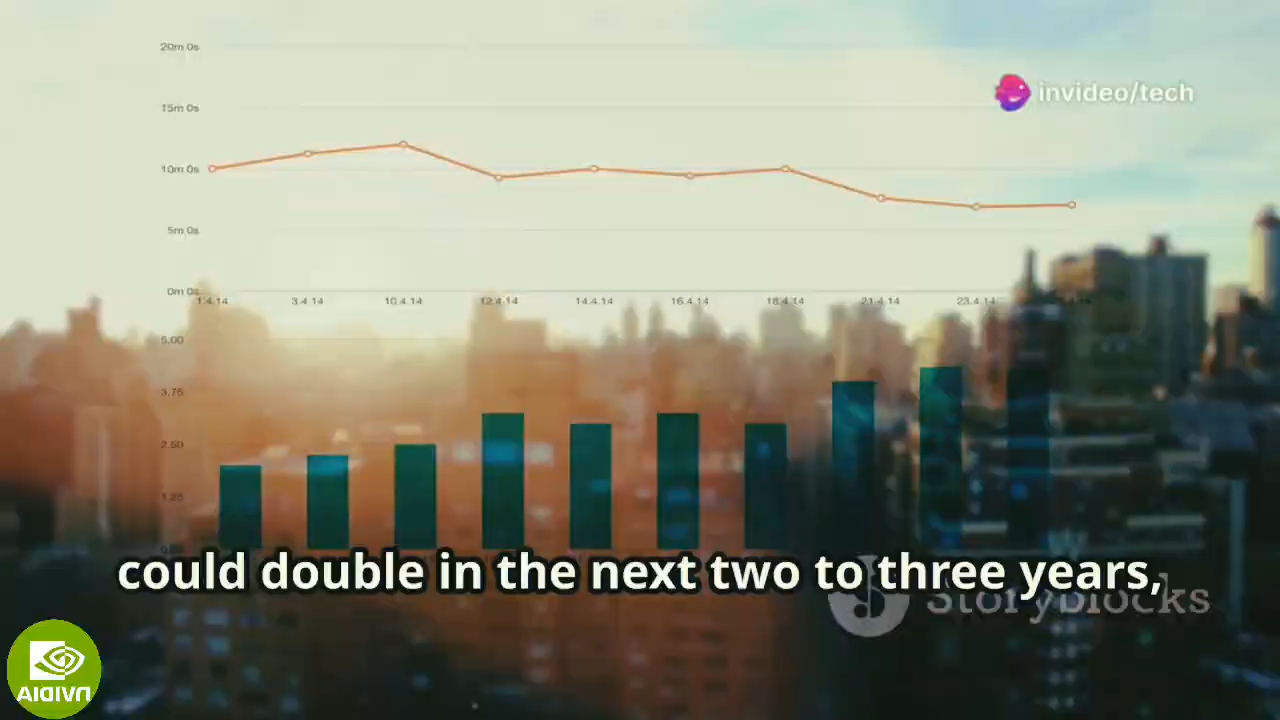 20m 0s
invideo/tech
15m 0s
10m 0s
5m 0s
0m 0s
1.4.14 3.4.14 10.4.14 12.4.14 14.4.14 16.4.14 18.4.14 21.4.14 23.4.14
5.00
3.75
2.50
1.25
could double in the next two to three years,
Storyblocks
NVIDIA